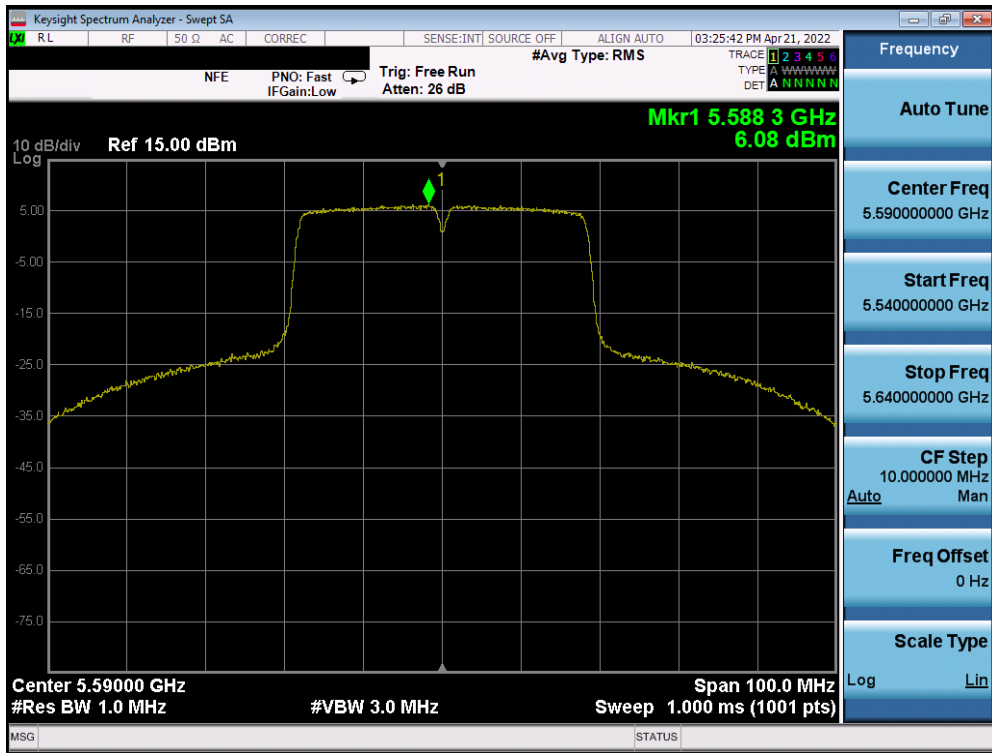 Keysight Spectrum Analyzer - Swept SA
LXI RL RF 50 Ω AC CORREC SENSE:INT SOURCE OFF ALIGN AUTO 03:25:42 PM Apr 21, 2022
#Avg Type: RMS TRACE 1 2 3 4 5 6
NFE PNO: Fast Trig: Free Run TYPE A WWWWW
IFGain:Low Atten: 26 dB DET A N N N N N
Mkr1 5.588 3 GHz
6.08 dBm
10 dB/div Ref 15.00 dBm
Log
1
5.00
-5.00
-15.0
-25.0
-35.0
-45.0
-55.0
-65.0
-75.0
Center 5.59000 GHz Span 100.0 MHz
#Res BW 1.0 MHz #VBW 3.0 MHz Sweep 1.000 ms (1001 pts)
MSG STATUS
Frequency
Auto Tune
Center Freq
5.590000000 GHz
Start Freq
5.540000000 GHz
Stop Freq
5.640000000 GHz
CF Step
10.000000 MHz
Auto Man
Freq Offset
0 Hz
Scale Type
Log Lin